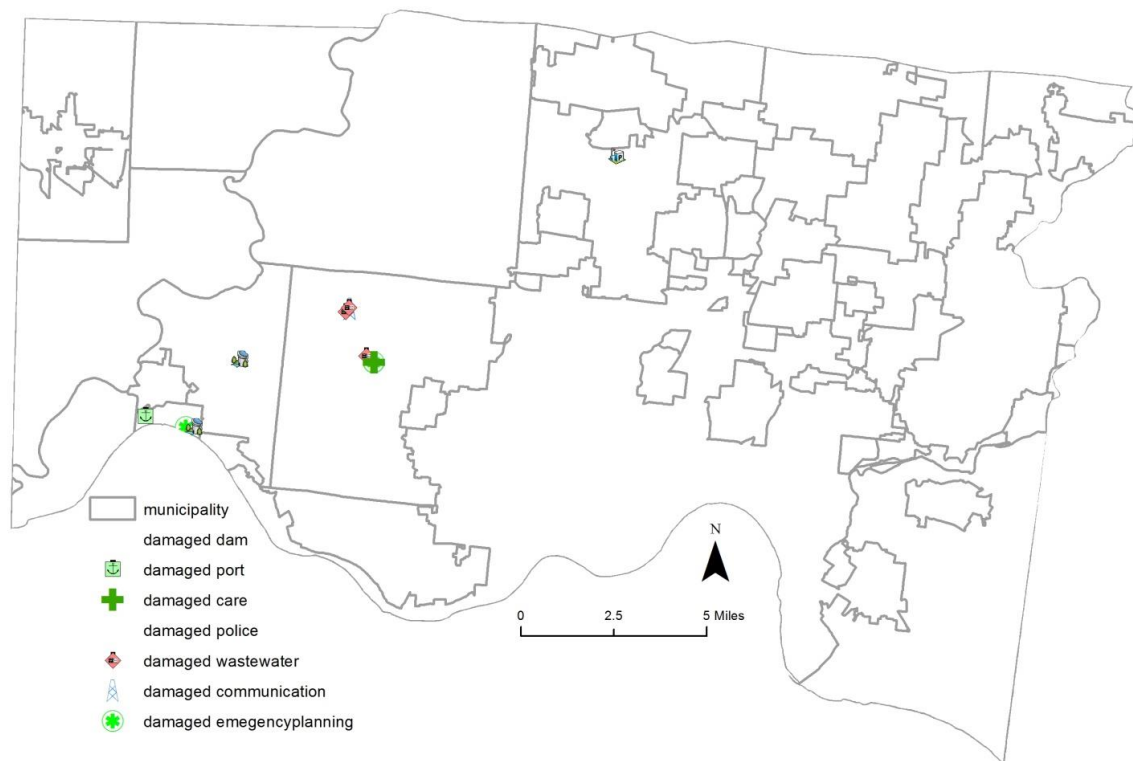 municipality
damaged dam
damaged port
damaged care
damaged police
damaged wastewater
damaged communication
damaged emegencyplanning
N
0 2.5 5 Miles